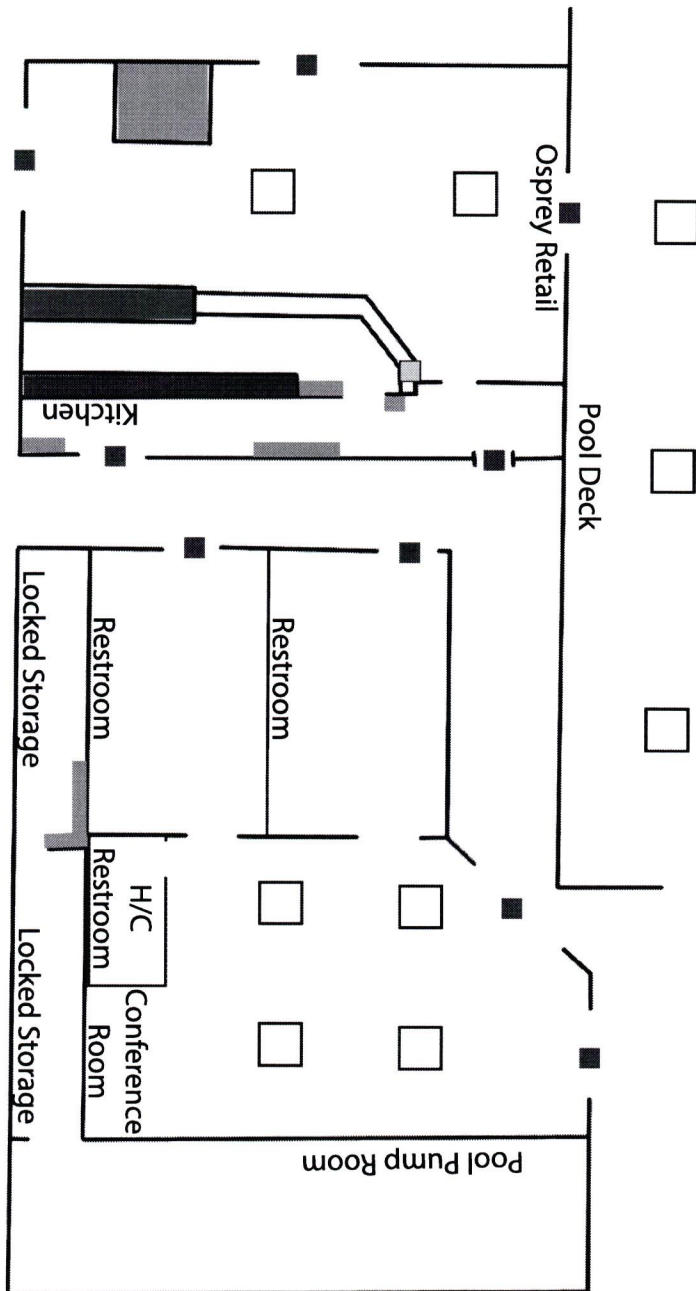 Osprey Retail
Pool Deck
Kitchen
Locked Storage
Restroom
Restroom
H/C
Restroom
Locked Storage
Conference
Room
Pool Pump Room